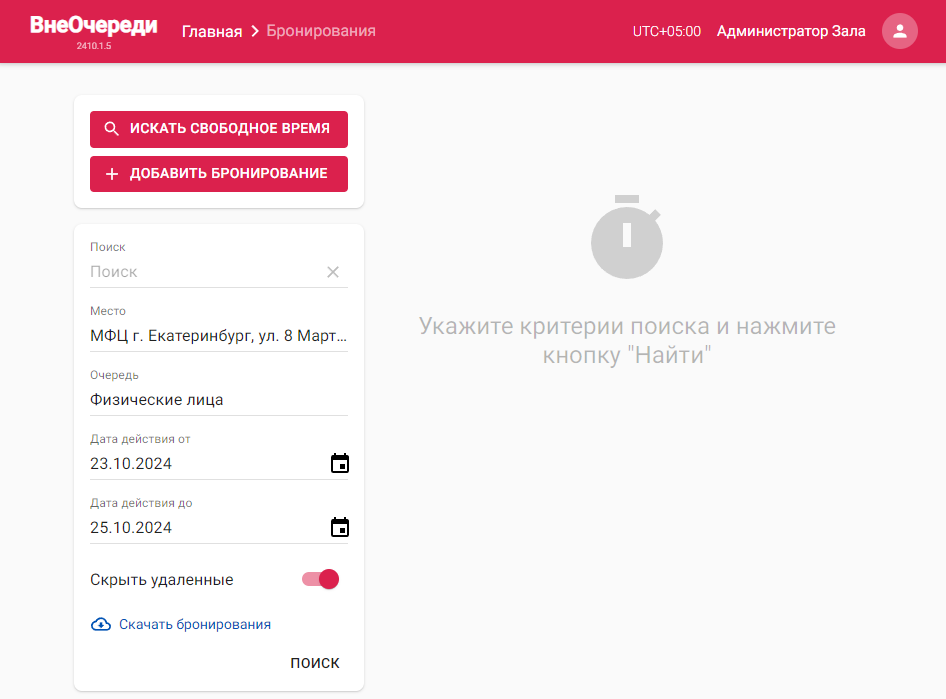 ВнеОчереди
2410.1.5
Главная
Бронирования
UTC+05:00
Администратор Зала
ИСКАТЬ СВОБОДНОЕ ВРЕМЯ
ДОБАВИТЬ БРОНИРОВАНИЕ
Поиск
Поиск
Место
МФЦ г. Екатеринбург, ул. 8 Март...
Очередь
Физические лица
Дата действия от
23.10.2024
Дата действия до
25.10.2024
Скрыть удаленные
Скачать бронирования
ПОИСК
Укажите критерии поиска и нажмите
кнопку "Найти"